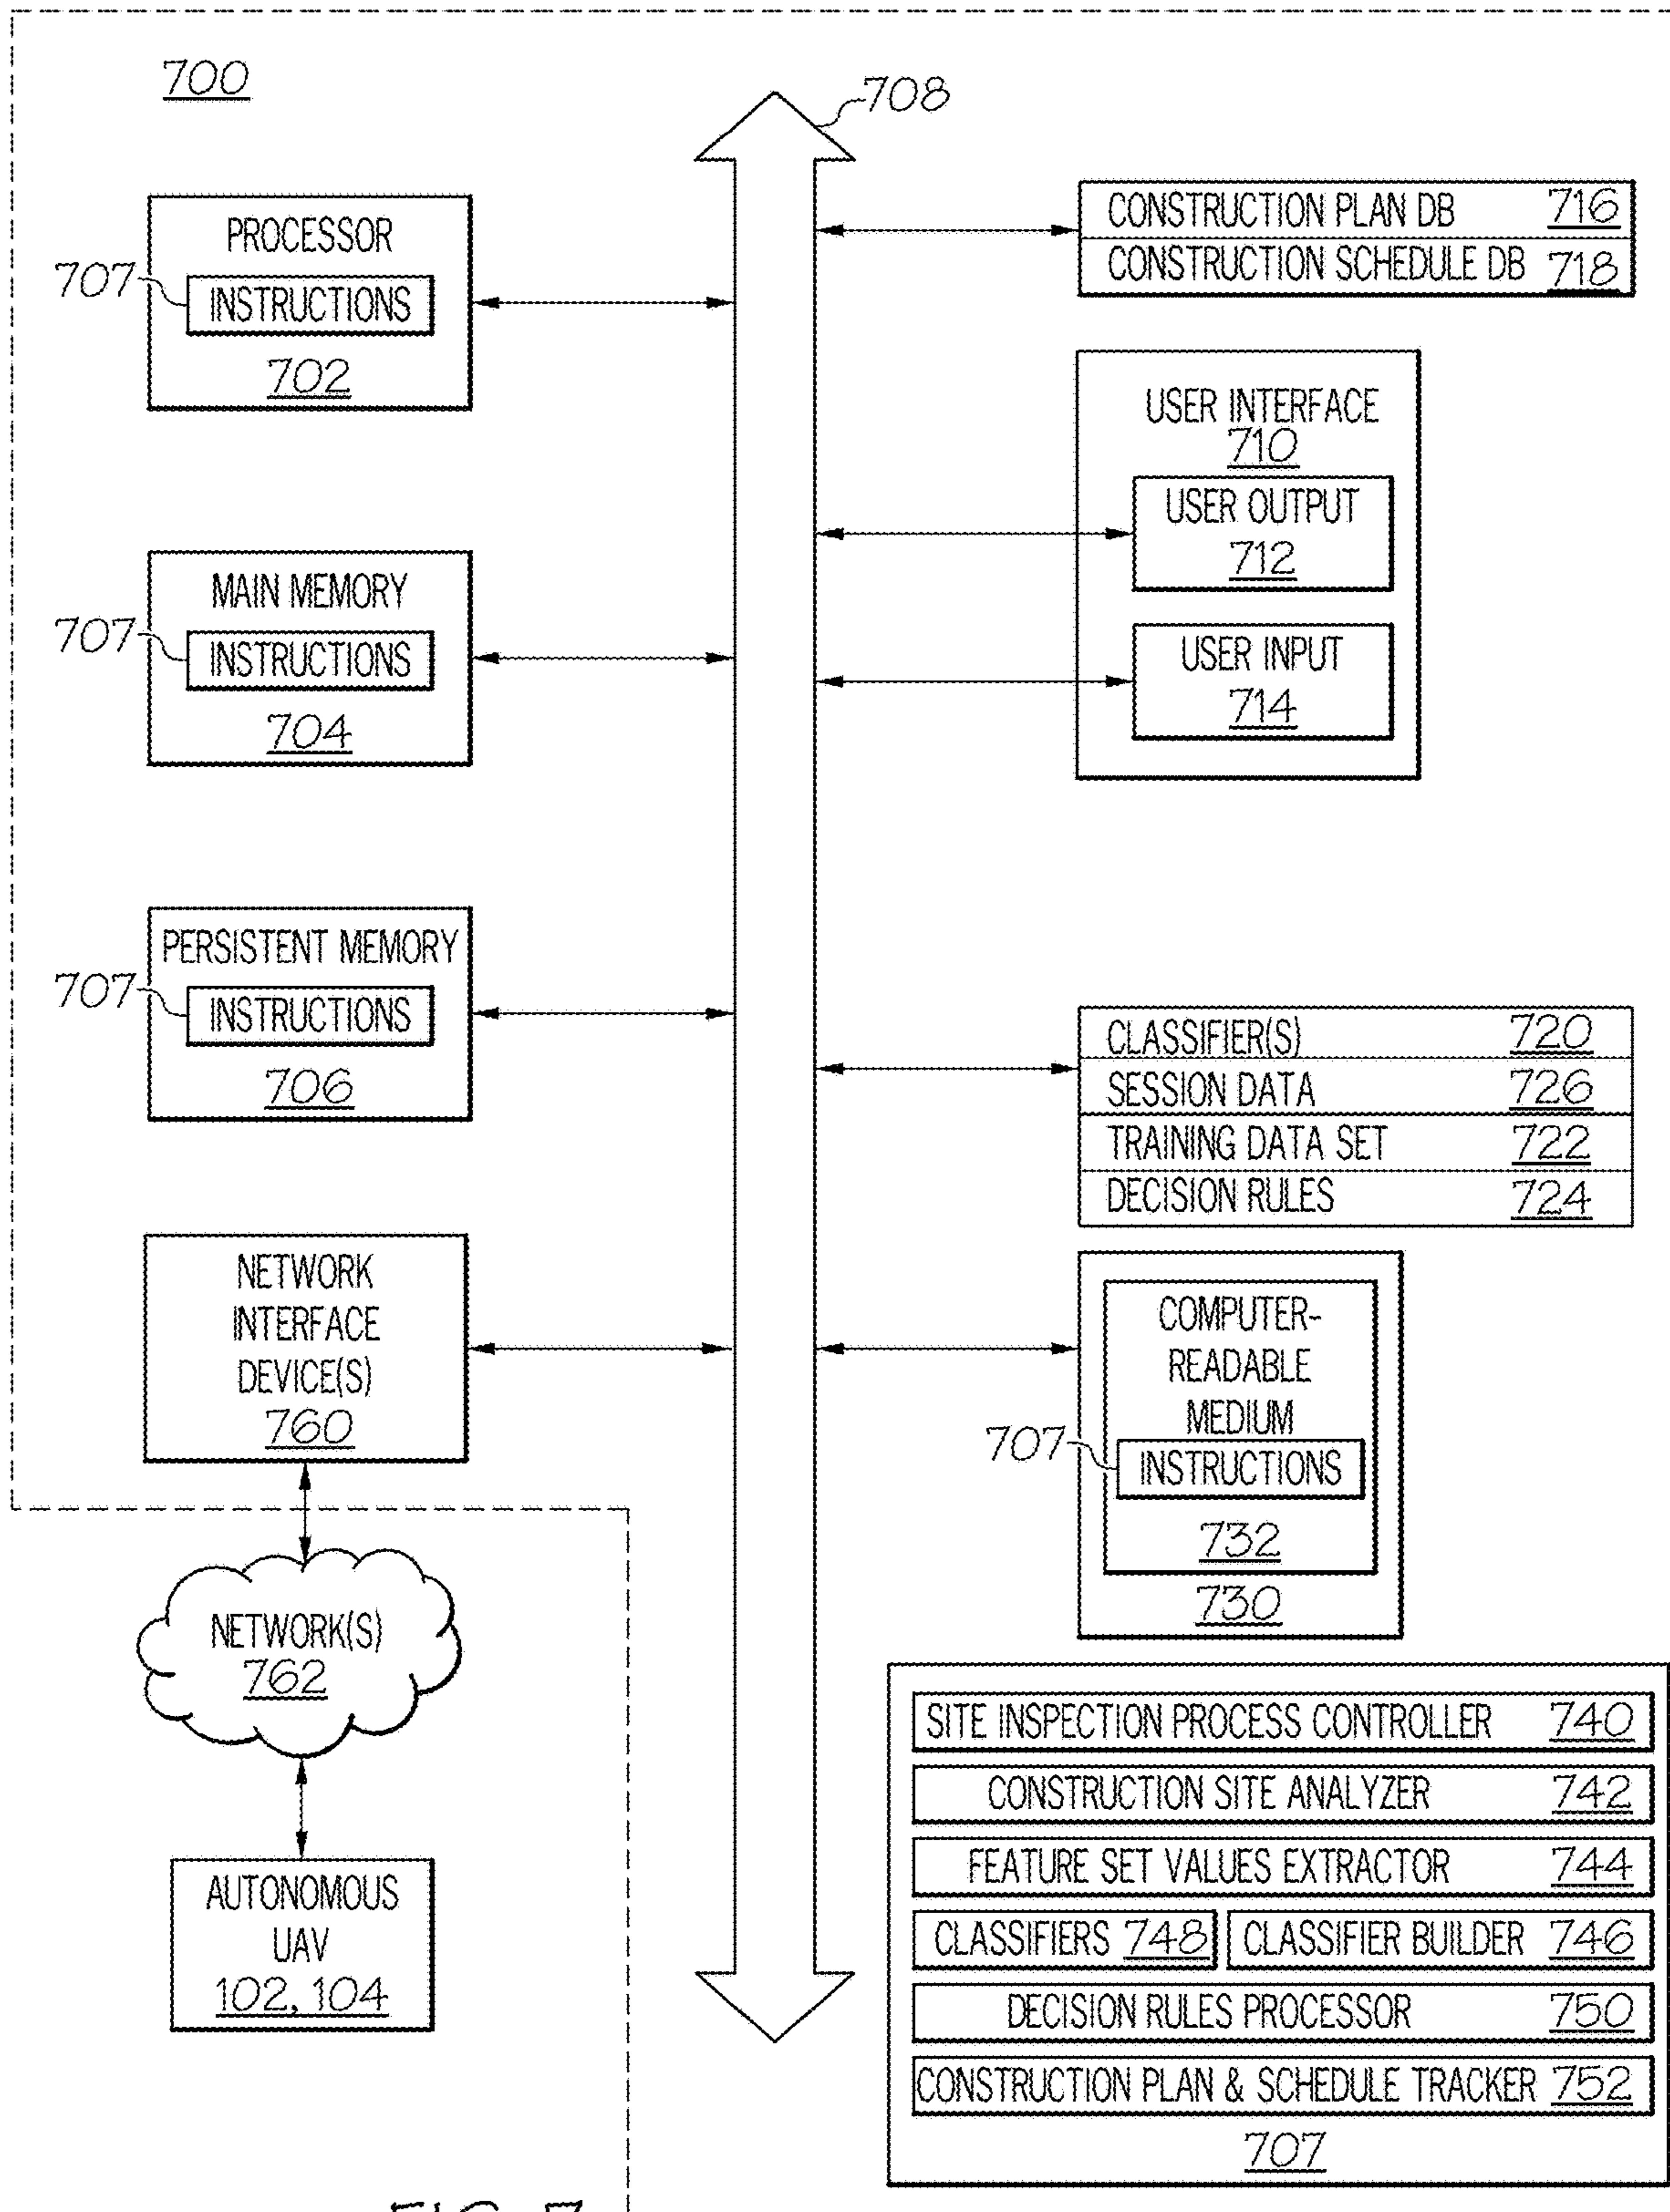 700
708
PROCESSOR
707
INSTRUCTIONS
702
MAIN MEMORY
707
INSTRUCTIONS
704
PERSISTENT MEMORY
707
INSTRUCTIONS
706
NETWORK
INTERFACE
DEVICE(S)
760
NETWORK(S)
762
AUTONOMOUS
UAV
102, 104
CONSTRUCTION PLAN DB 716
CONSTRUCTION SCHEDULE DB 718
USER INTERFACE
710
USER OUTPUT
712
USER INPUT
714
CLASSIFIER(S) 720
SESSION DATA 726
TRAINING DATA SET 722
DECISION RULES 724
COMPUTER-
READABLE
MEDIUM
707
INSTRUCTIONS
732
730
SITE INSPECTION PROCESS CONTROLLER 740
CONSTRUCTION SITE ANALYZER 742
FEATURE SET VALUES EXTRACTOR 744
CLASSIFIERS 748 CLASSIFIER BUILDER 746
DECISION RULES PROCESSOR 750
CONSTRUCTION PLAN & SCHEDULE TRACKER 752
707